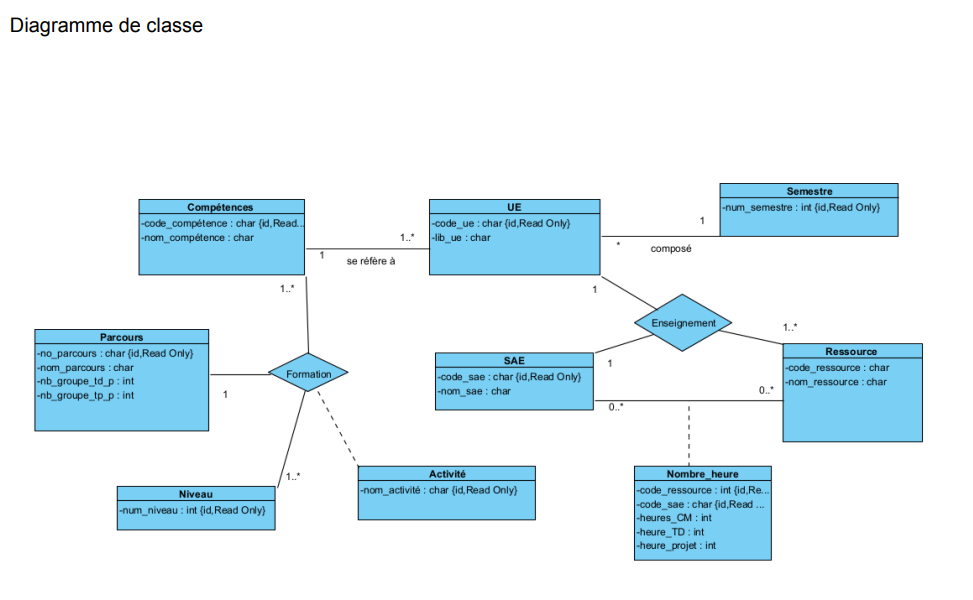 Diagramme de classe
Semestre
-num_semestre : int {id,Read Only}
Compétences
-code_compétence : char {id,Read...
-nom_compétence : char
UE
-code_ue : char {id,Read Only}
-lib_ue : char
1
*
composé
1..*
1
se réfère à
1..*
1
Enseignement
1..*
Parcours
-no_parcours : char {id,Read Only}
-nom_parcours : char
-nb_groupe_td_p : int
-nb_groupe_tp_p : int
Ressource
-code_ressource : char
-nom_ressource : char
SAE
-code_sae : char {id,Read Only}
-nom_sae : char
1
Formation
1
0..*
0..*
1..*
Activité
-nom_activité : char {id,Read Only}
Nombre_heure
-code_ressource : int {id,Re...
-code_sae : char {id,Read ...
-heures_CM : int
-heure_TD : int
-heure_projet : int
Niveau
-num_niveau : int {id,Read Only}